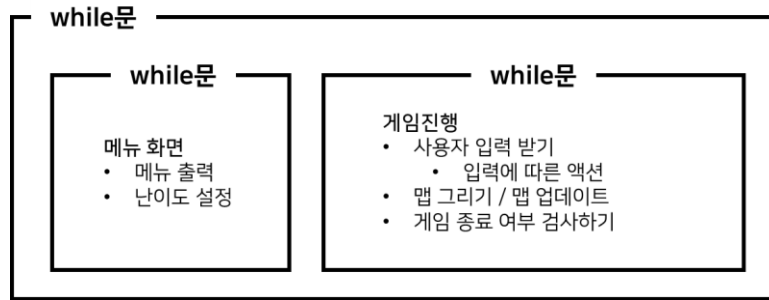 while문
while문
메뉴 화면
• 메뉴 출력
• 난이도 설정
while문
게임진행
• 사용자 입력 받기
• 입력에 따른 액션
• 맵 그리기 / 맵 업데이트
• 게임 종료 여부 검사하기